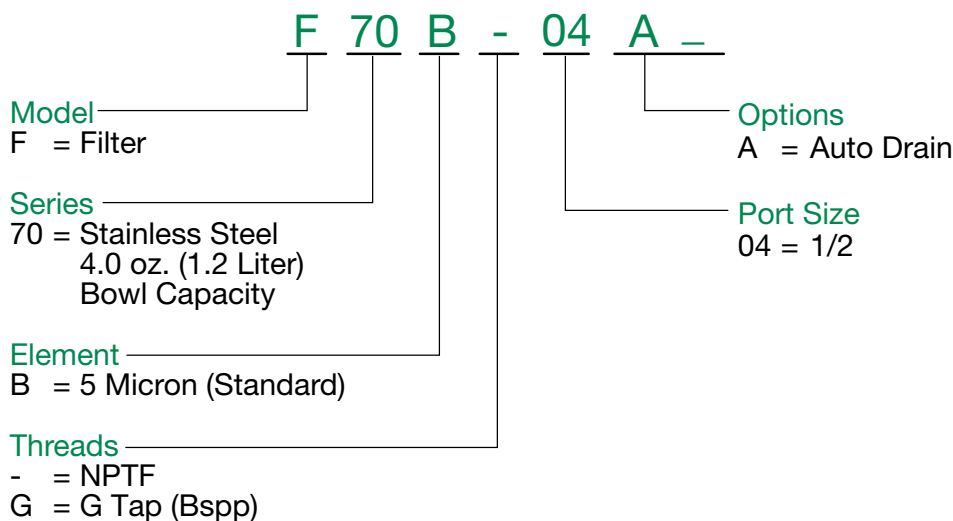 F 70 B - 04 A _
Model
F = Filter
Series
70 = Stainless Steel
4.0 oz. (1.2 Liter)
Bowl Capacity
Element
B = 5 Micron (Standard)
Threads
- = NPTF
G = G Tap (Bspp)
Options
A = Auto Drain
Port Size
04 = 1/2